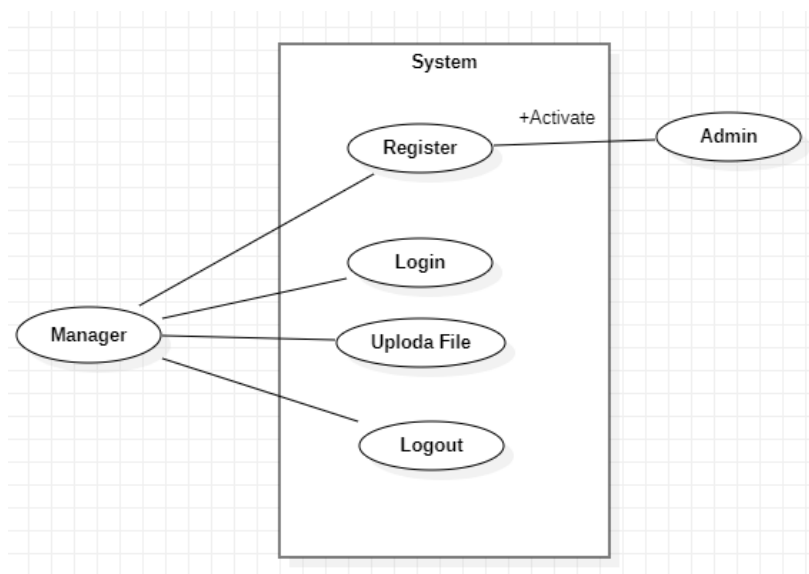 System
+Activate
Register
Admin
Login
Manager
Uploda File
Logout